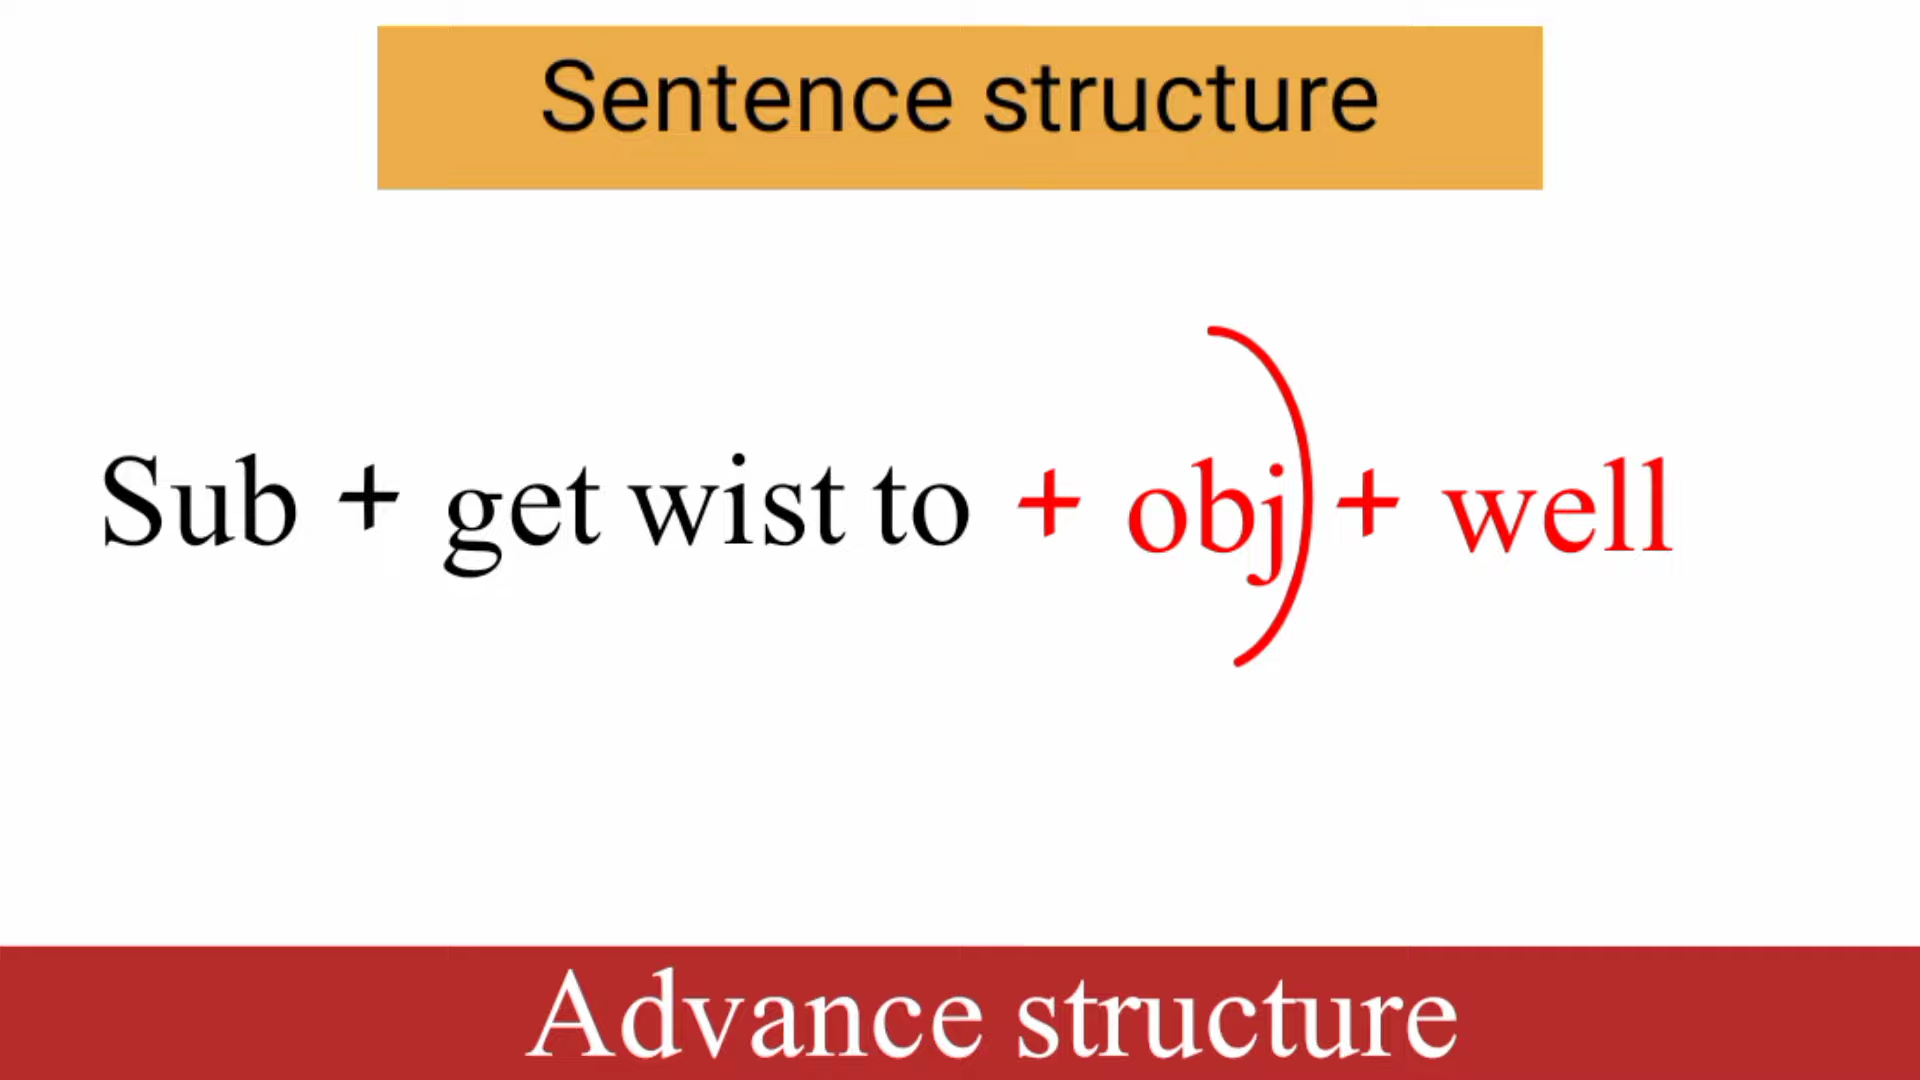 Sentence structure
Sub + get wist to + obj + well
Advance structure